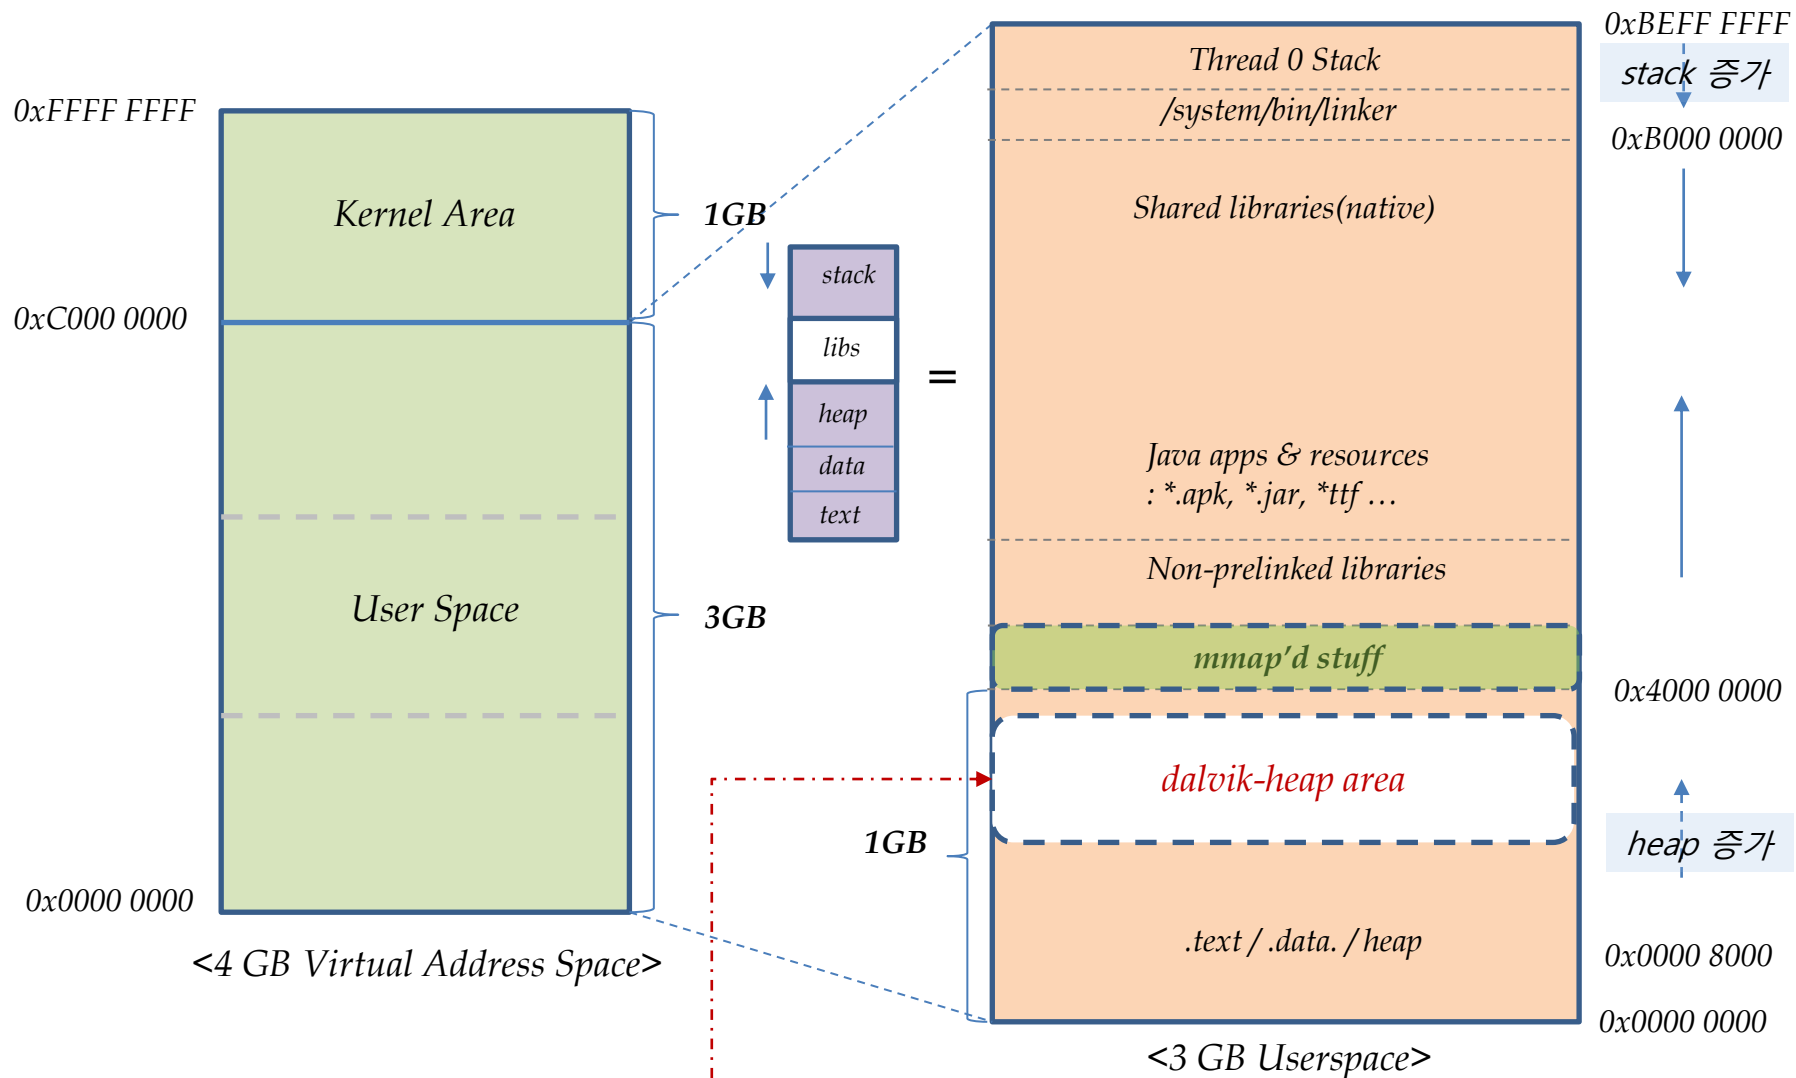 0xFFFF FFFF
Kernel Area
1GB
0xC000 0000
User Space
3GB
0x0000 0000
<4 GB Virtual Address Space>
stack
libs
heap
data
text
=
0xBEFF FFFF
Thread 0 Stack
stack 증가
/system/bin/linker
0xB000 0000
Shared libraries(native)
Java apps & resources
: *.apk, *.jar, *ttf …
Non-prelinked libraries
mmap’d stuff
0x4000 0000
dalvik-heap area
1GB
heap 증가
.text / .data. / heap
0x0000 8000
0x0000 0000
<3 GB Userspace>